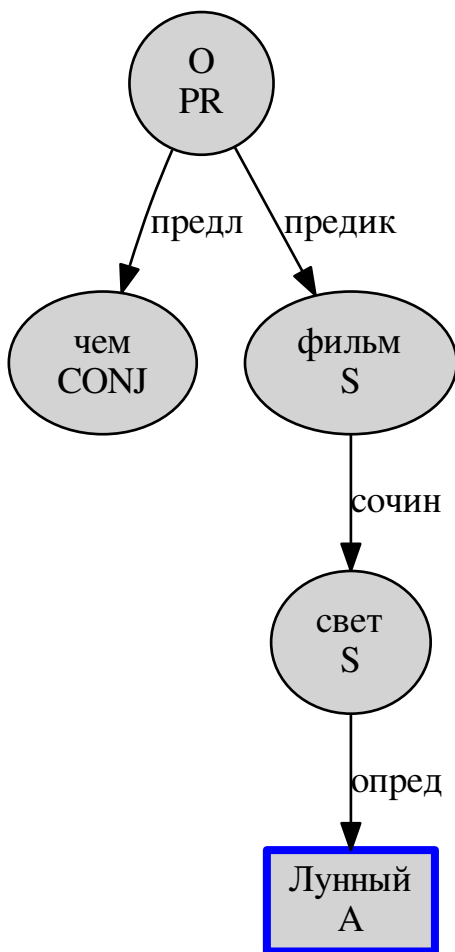 О
PR
предл
предик
чем
CONJ
фильм
S
сочин
свет
S
опред
Лунный
A